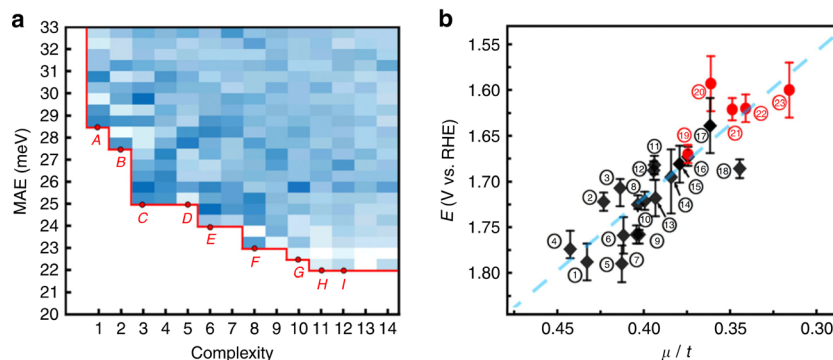 a
33
32
31
30
29
28
27
26
25
24
23
22
21
20
MAE (meV)
A
B
C
D
E
F
G
H
I
1 2 3 4 5 6 7 8 9 10 11 12 13 14
Complexity
b
1.55
1.60
1.65
1.70
1.75
1.80
E (V vs. RHE)
20
23
22
21
19
17
11
12
16
18
3
8
15
2
14
10
13
4
6
9
1
5
7
0.45 0.40 0.35 0.30
μ / t